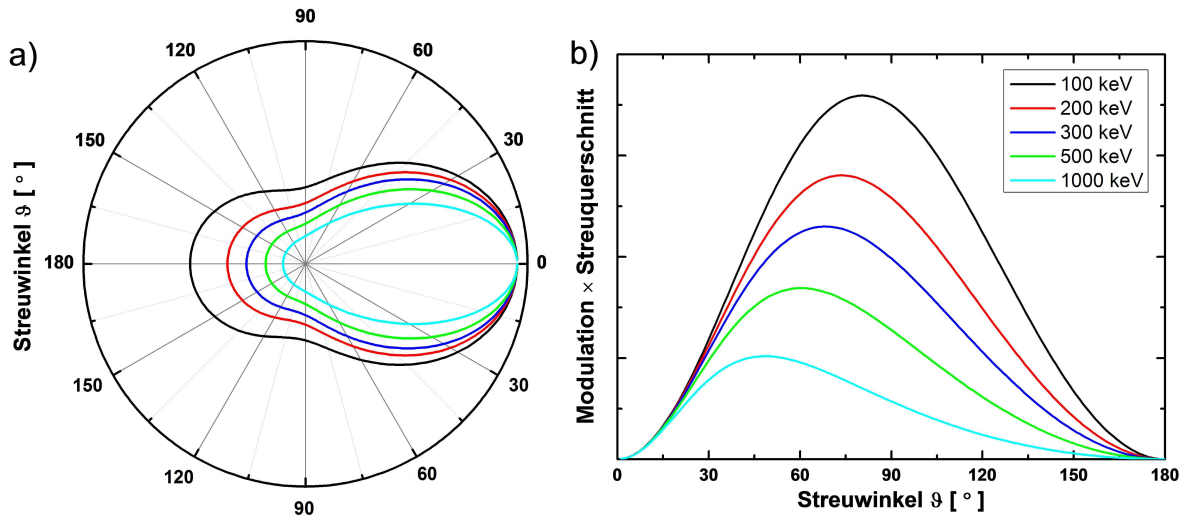 a)
90
120
60
150
30
180
0
150
30
120
60
90
Streuwinkel ϑ [ ° ]
b)
100 keV
200 keV
300 keV
500 keV
1000 keV
Modulation × Streuquerschnitt
0 30 60 90 120 150 180
Streuwinkel ϑ [ ° ]